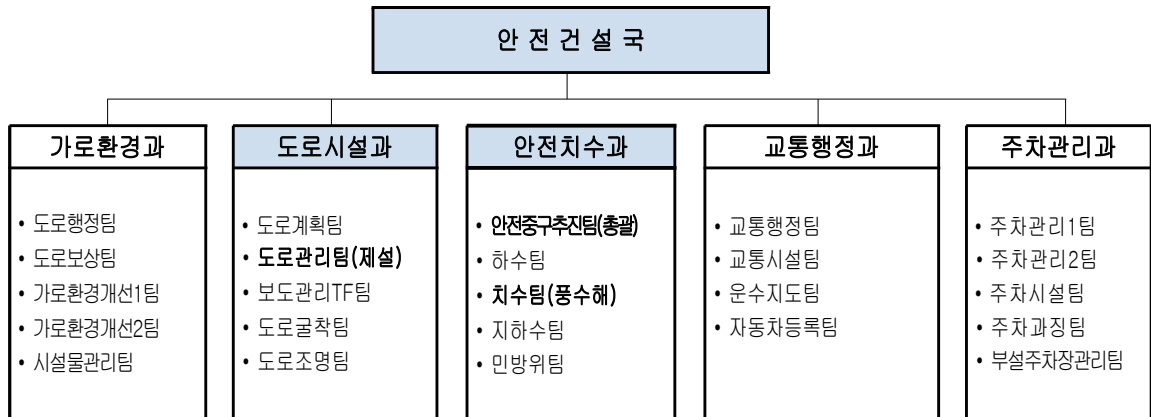 안 전 건 설 국
가로환경과
• 도로행정팀
• 도로보상팀
• 가로환경개선1팀
• 가로환경개선2팀
• 시설물관리팀
도로시설과
• 도로계획팀
• 도로관리팀(제설)
• 보도관리TF팀
• 도로굴착팀
• 도로조명팀
안전치수과
• 안전중구추진팀(총괄)
• 하수팀
• 치수팀(풍수해)
• 지하수팀
• 민방위팀
교통행정과
• 교통행정팀
• 교통시설팀
• 운수지도팀
• 자동차등록팀
주차관리과
• 주차관리1팀
• 주차관리2팀
• 주차시설팀
• 주차과징팀
• 부설주차장관리팀